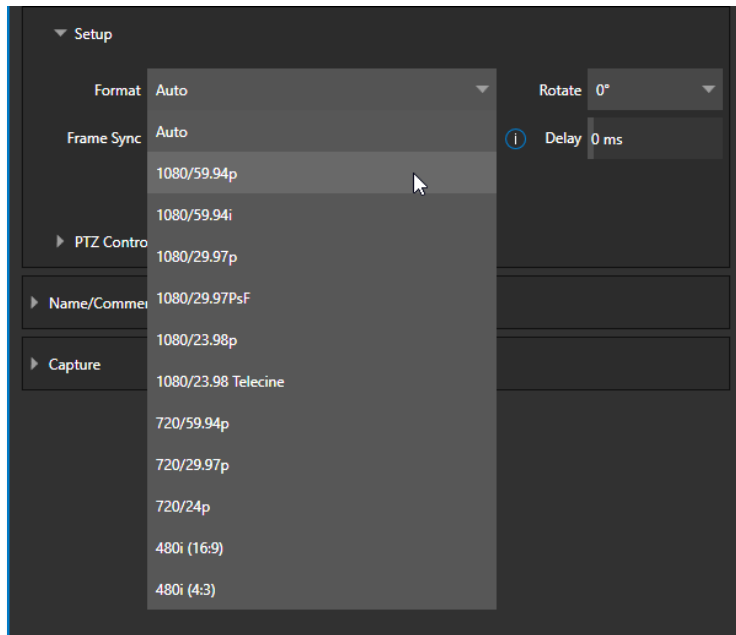 Setup
Format Auto Rotate 0°
Frame Sync Auto i Delay 0 ms
1080/59.94p
1080/59.94i
PTZ Contro 1080/29.97p
Name/Commer 1080/29.97PsF
1080/23.98p
Capture 1080/23.98 Telecine
720/59.94p
720/29.97p
720/24p
480i (16:9)
480i (4:3)